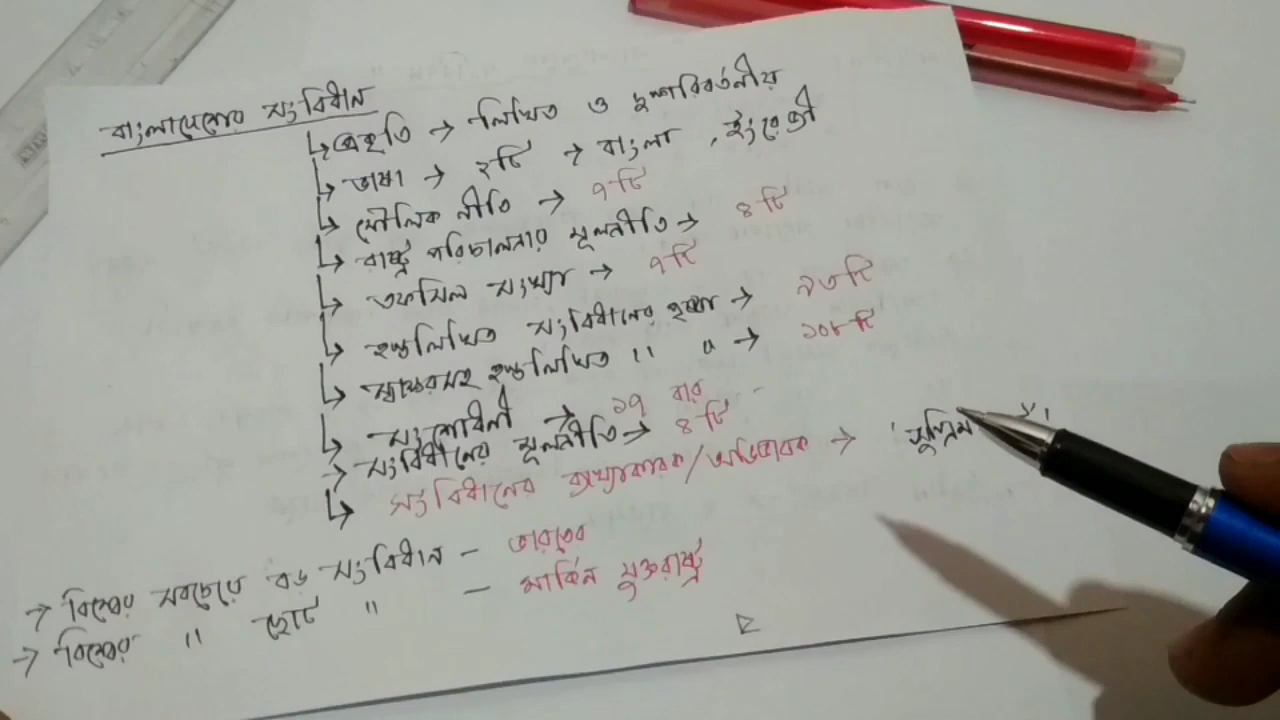 বাংলাদেশের সংবিধান
প্রকৃতি → লিখিত ও দুষ্পরিবর্তনীয়
ভাষা → ২টি → বাংলা, ইংরেজী
মৌলিক নীতি → ৭টি
রাষ্ট্র পরিচালনার মূলনীতি → ৪টি
তফসিল সংখ্যা → ৭টি
হস্তলিখিত সংবিধানের পৃষ্ঠা → ৯৩টি
স্বাক্ষরসহ হস্তলিখিত " " → ১০৮টি
সংশোধনী → ১৭ বার
→ সংবিধানের মূলনীতি → ৪টি
সংবিধানের ব্যাখ্যাকারক/অভিভাবক → 'সুপ্রিম
→ বিশ্বের সবচেয়ে বড় সংবিধান - ভারতের
→ বিশ্বের " ছোট " - মার্কিন যুক্তরাষ্ট্র